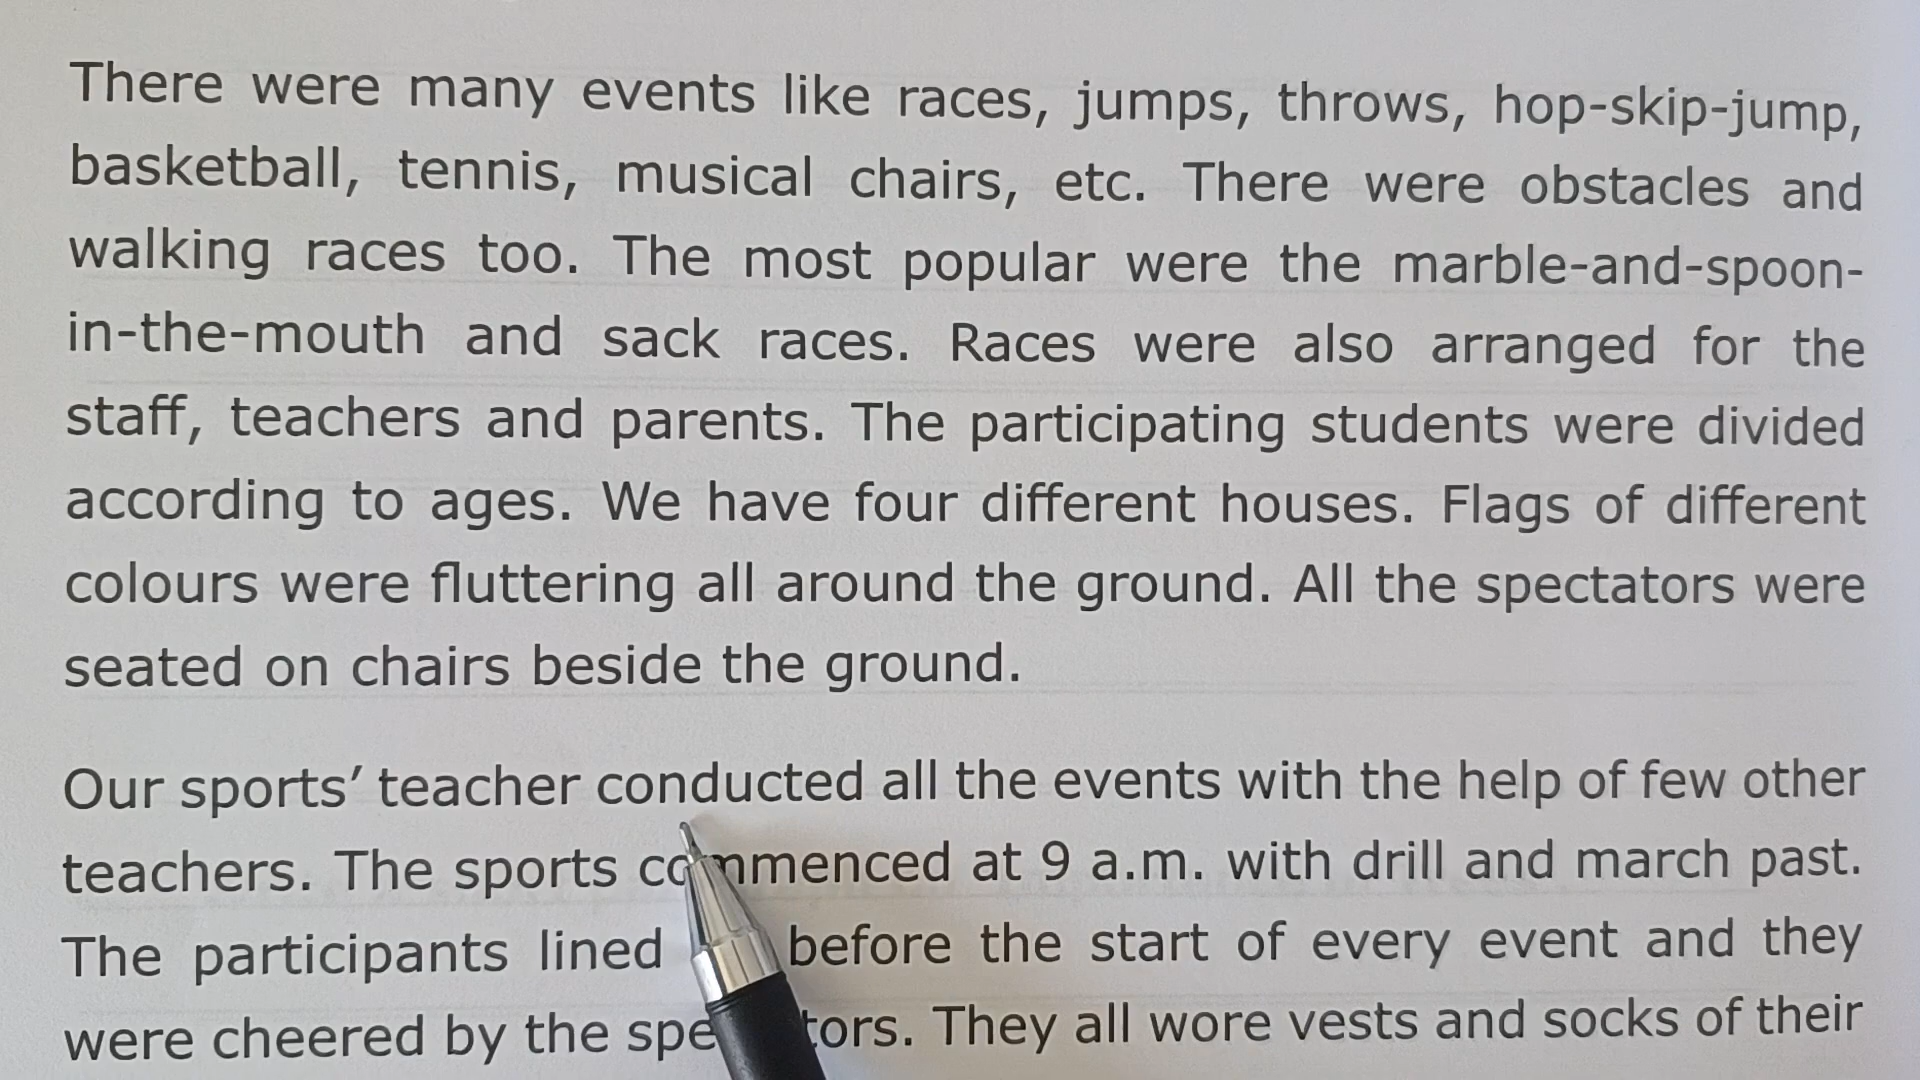 There were many events like races, jumps, throws, hop-skip-jump,
basketball, tennis, musical chairs, etc. There were obstacles and
walking races too. The most popular were the marble-and-spoon-
in-the-mouth and sack races. Races were also arranged for the
staff, teachers and parents. The participating students were divided
according to ages. We have four different houses. Flags of different
colours were fluttering all around the ground. All the spectators were
seated on chairs beside the ground.
Our sports’ teacher conducted all the events with the help of few other
teachers. The sports commenced at 9 a.m. with drill and march past.
The participants lined before the start of every event and they
were cheered by the spectators. They all wore vests and socks of their